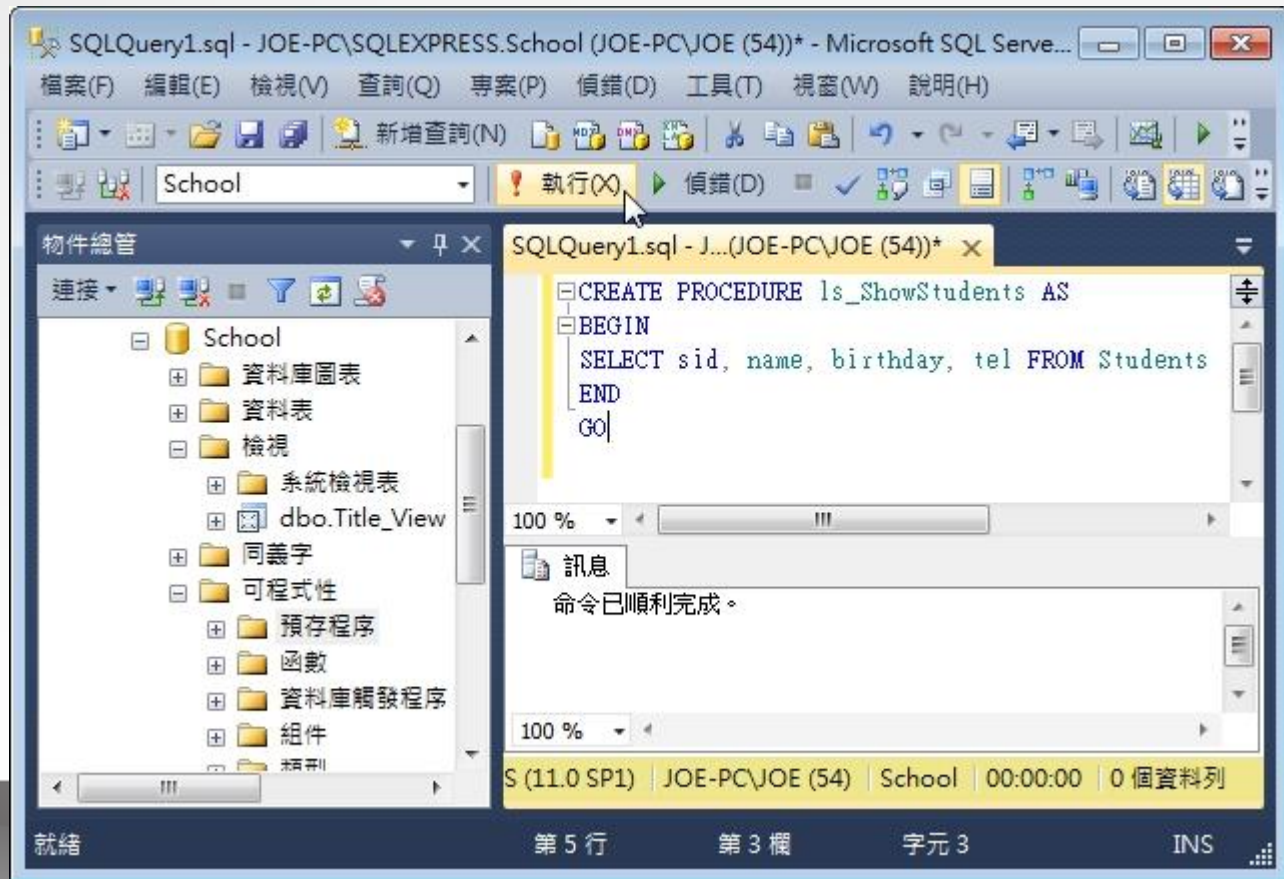 SQLQuery1.sql - JOE-PC\SQLEXPRESS.School (JOE-PC\JOE (54))* - Microsoft SQL Serve...
檔案(F) 編輯(E) 檢視(V) 查詢(Q) 專案(P) 偵錯(D) 工具(T) 視窗(W) 說明(H)
新增查詢(N)
School 執行(X) 偵錯(D)
物件總管
連接
School
資料庫圖表
資料表
檢視
系統檢視表
dbo.Title_View
同義字
可程式性
預存程序
函數
資料庫觸發程序
組件
類型
SQLQuery1.sql - J...(JOE-PC\JOE (54))*
CREATE PROCEDURE ls_ShowStudents AS
BEGIN
SELECT sid, name, birthday, tel FROM Students
END
GO
100 %
訊息
命令已順利完成。
100 %
S (11.0 SP1) JOE-PC\JOE (54) School 00:00:00 0 個資料列
就緒 第 5 行 第 3 欄 字元 3 INS